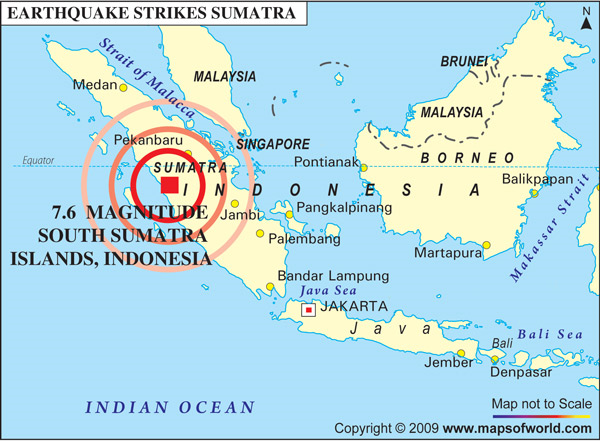 EARTHQUAKE STRIKES SUMATRA
N
Strait of Malacca
BRUNEI
MALAYSIA
Medan
MALAYSIA
Pekanbaru
SINGAPORE
Equator
SUMATRA
Pontianak
BORNEO
INDONESIA
Balikpapan
7.6 MAGNITUDE
SOUTH SUMATRA
ISLANDS, INDONESIA
Jambi
Pangkalpinang
Palembang
Martapura
Makassar Strait
Bandar Lampung
Java Sea
JAKARTA
Java
Bali Sea
Bali
Jember
Denpasar
INDIAN OCEAN
Map not to Scale
Copyright © 2009 www.mapsofworld.com